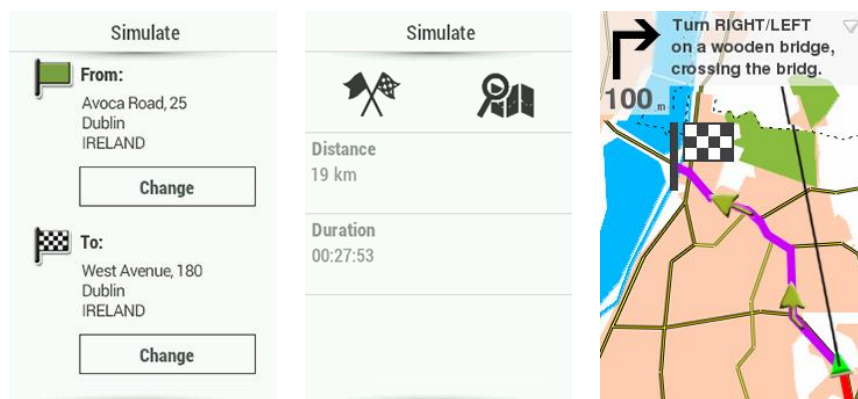 Simulate
From:
Avoca Road, 25
Dublin
IRELAND
Change
To:
West Avenue, 180
Dublin
IRELAND
Change
Simulate
Distance
19 km
Duration
00:27:53
Turn RIGHT/LEFT
on a wooden bridge,
crossing the bridg.
100 m